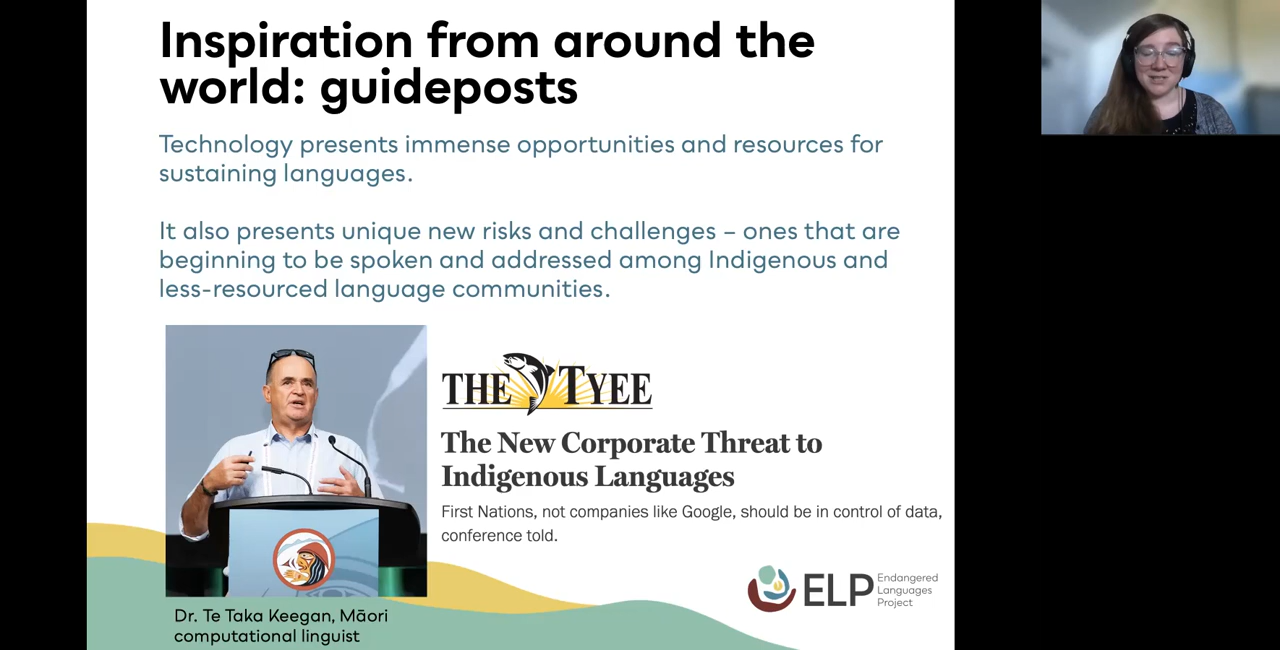 Inspiration from around the
world: guideposts
Technology presents immense opportunities and resources for
sustaining languages.
It also presents unique new risks and challenges – ones that are
beginning to be spoken and addressed among Indigenous and
less-resourced language communities.
THE TYEE
The New Corporate Threat to
Indigenous Languages
First Nations, not companies like Google, should be in control of data,
conference told.
ELP
Endangered
Languages
Project
Dr. Te Taka Keegan, Māori
computational linguist